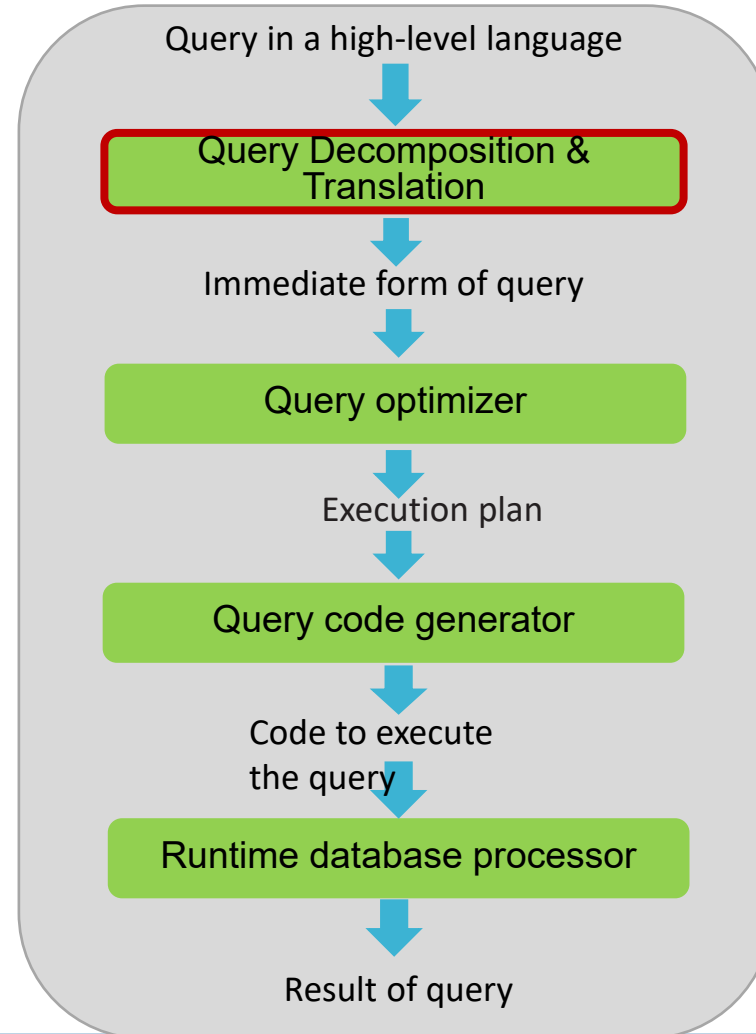 Query in a high-level language
Query Decomposition &
Translation
Immediate form of query
Query optimizer
Execution plan
Query code generator
Code to execute
the query
Runtime database processor
Result of query